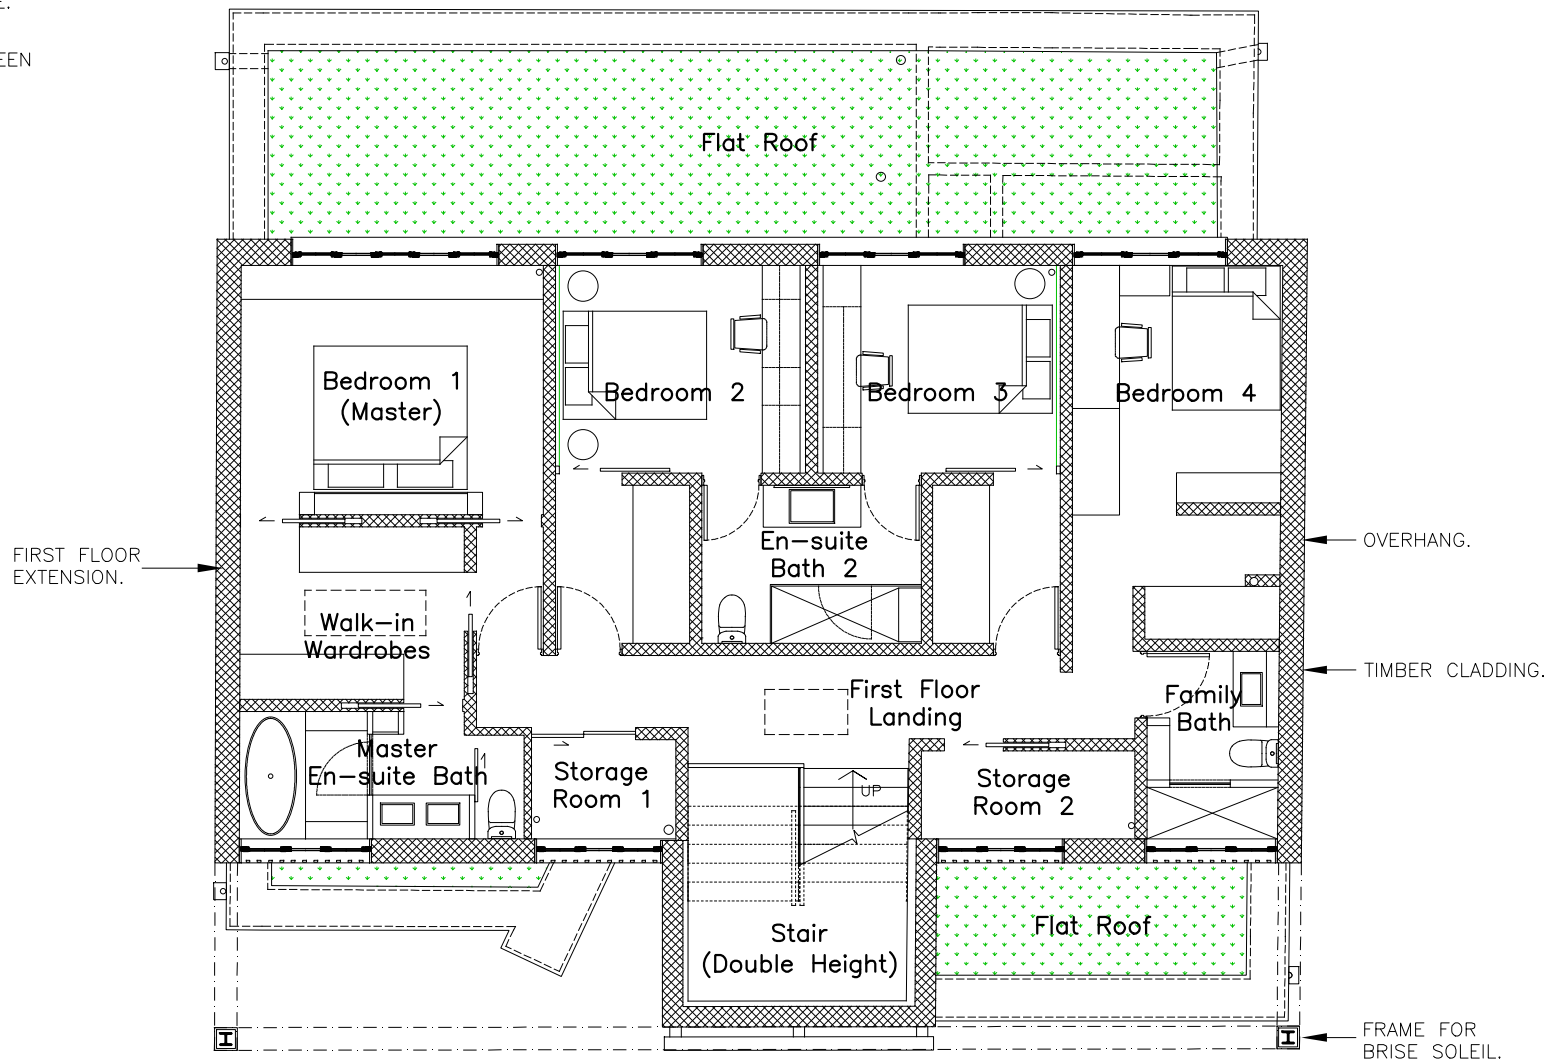 Flat Roof
Bedroom 1
(Master)
Bedroom 2
Bedroom 3
Bedroom 4
FIRST FLOOR
EXTENSION.
En-suite
Bath 2
OVERHANG.
Walk-in
Wardrobes
TIMBER CLADDING.
First Floor
Landing
Family
Bath
Master
En-suite Bath
Storage
Room 1
UP
Storage
Room 2
Stair
(Double Height)
Flat Roof
FRAME FOR
BRISE SOLEIL.